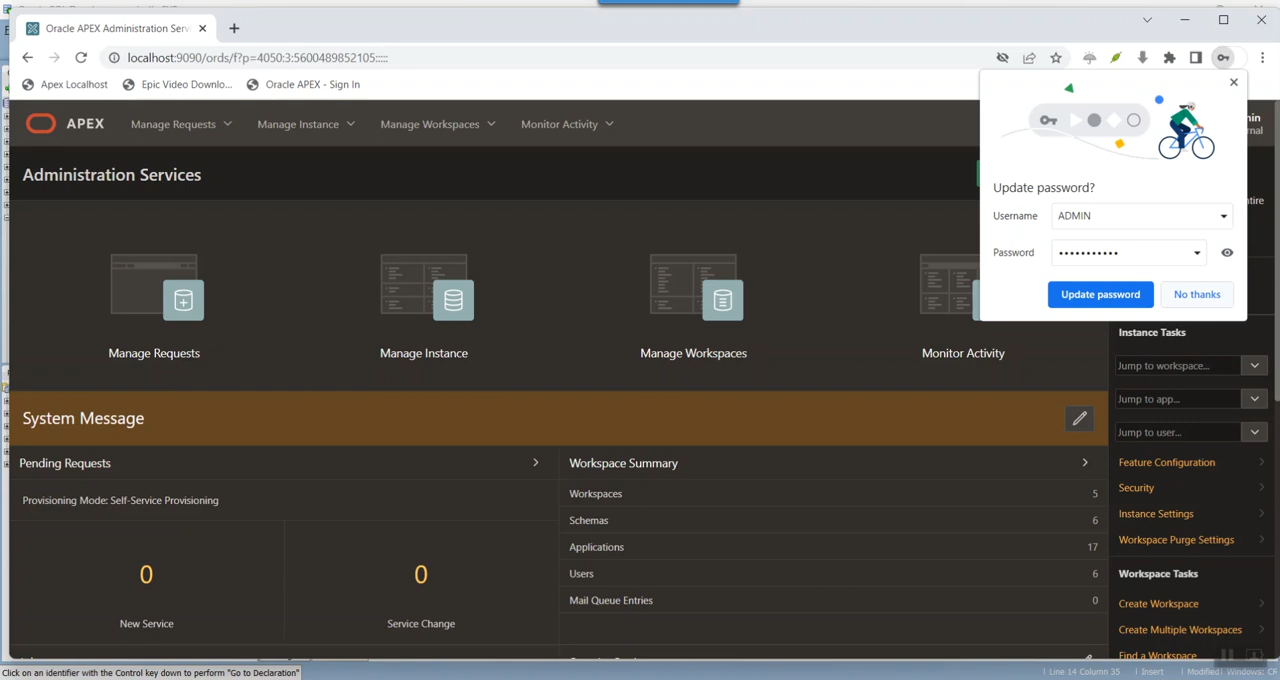 Oracle APEX Administration Serv
localhost:9090/ords/f?p=4050:3:5600489852105:::::
Apex Localhost
Epic Video Downlo...
Oracle APEX - Sign In
APEX
Manage Requests
Manage Instance
Manage Workspaces
Monitor Activity
Administration Services
Update password?
Username
ADMIN
Password
•••••••••••
Update password
No thanks
Manage Requests
Manage Instance
Manage Workspaces
Monitor Activity
System Message
Pending Requests
Provisioning Mode: Self-Service Provisioning
0
New Service
0
Service Change
Workspace Summary
Workspaces 5
Schemas 6
Applications 17
Users 6
Mail Queue Entries 0
Instance Tasks
Jump to workspace...
Jump to app...
Jump to user...
Feature Configuration
Security
Instance Settings
Workspace Purge Settings
Workspace Tasks
Create Workspace
Create Multiple Workspaces
Find a Workspace
Click on an identifier with the Control key down to perform "Go to Declaration"
Line 14 Column 35
Insert
Modified
Windows: CF